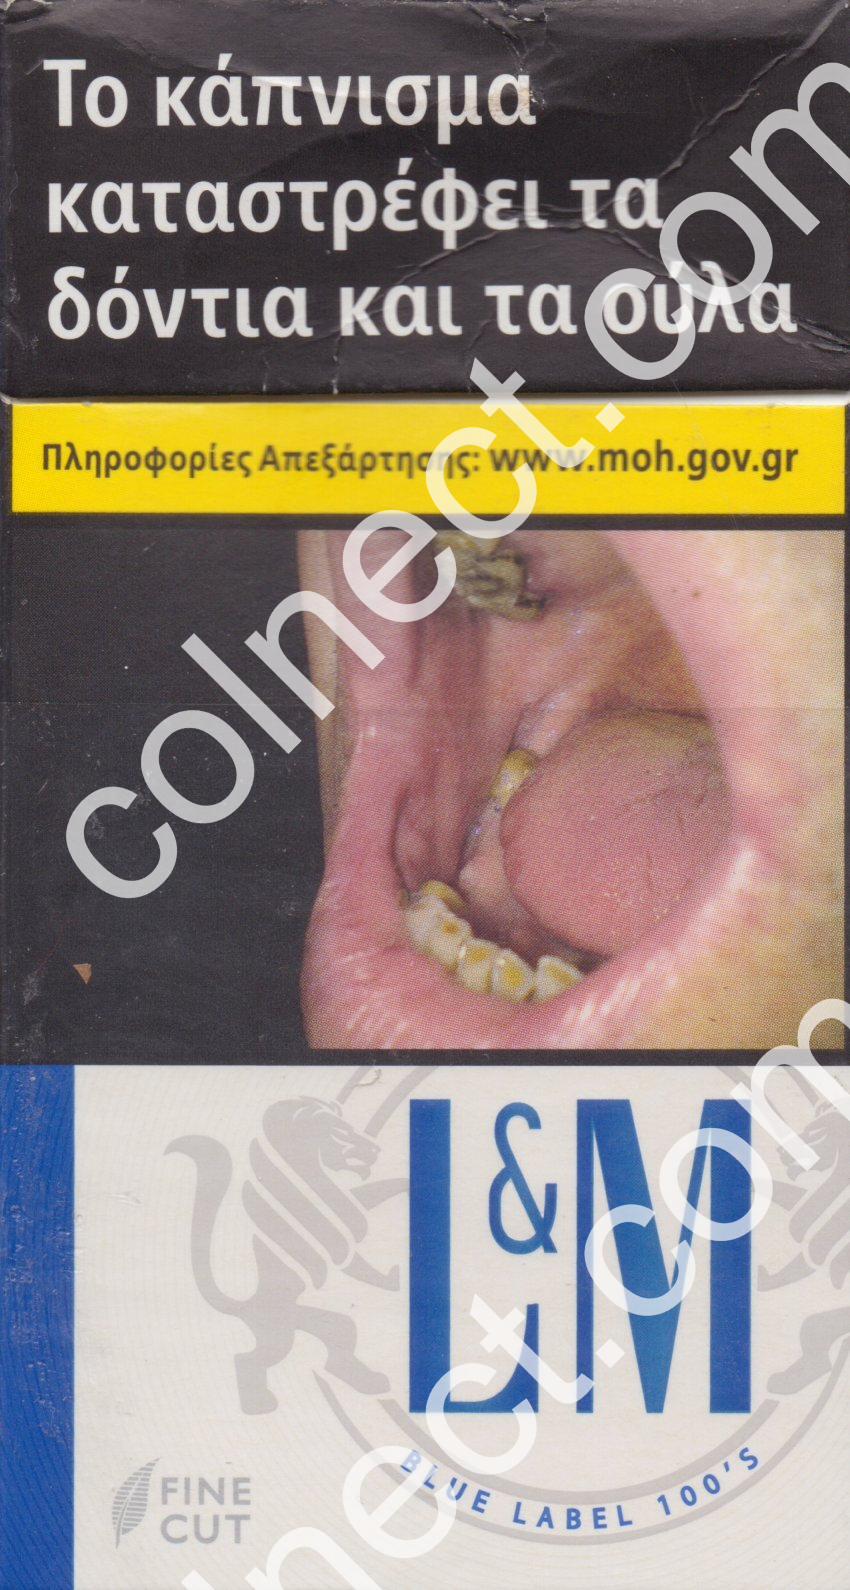 Το κάπνισμα
καταστρέφει τα
δόντια και τα ούλα
Πληροφορίες Απεξάρτησης: www.moh.gov.gr
colnect.com
L&M
BLUE LABEL 100'S
FINE
CUT
colnect.com